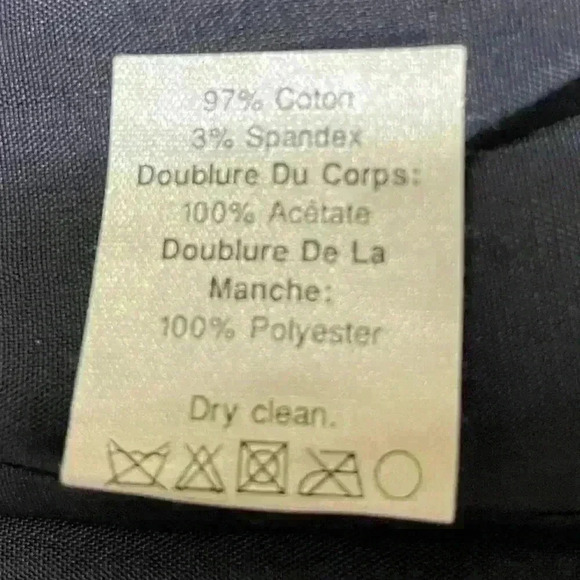 97% Coton
3% Spandex
Doublure Du Corps:
100% Acétate
Doublure De La
Manche:
100% Polyester
Dry clean.